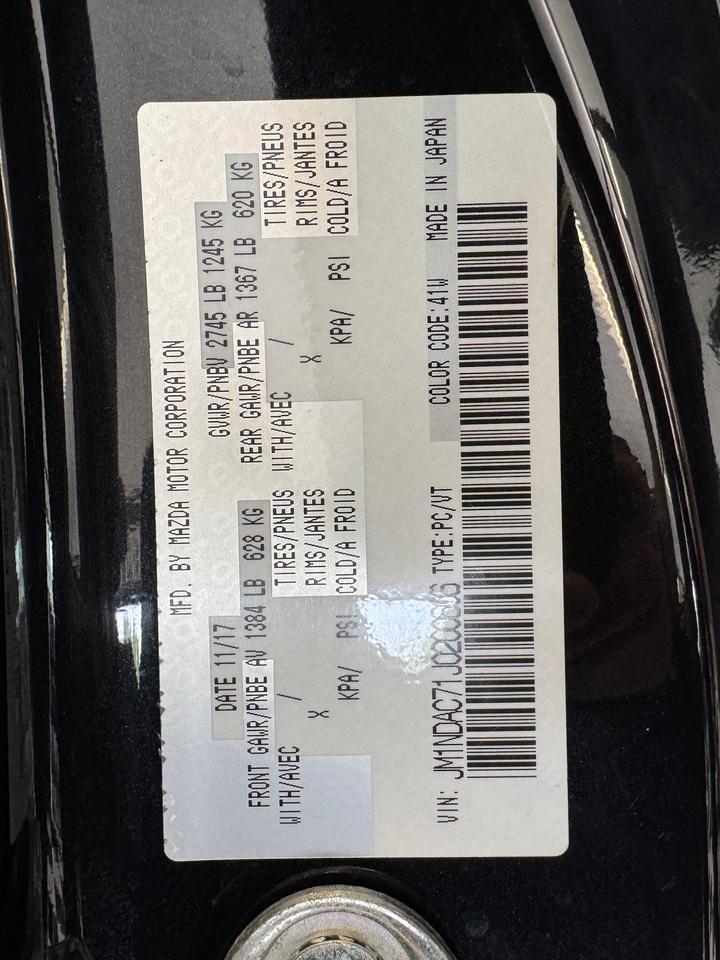 MFD. BY MAZDA MOTOR CORPORATION
DATE 11/17 GVWR/PNBV 2745 LB 1245 KG
FRONT GAWR/PNBE AV 1384 LB 628 KG REAR GAWR/PNBE AR 1367 LB 620 KG
WITH/AVEC / TIRES/PNEUS WITH/AVEC / TIRES/PNEUS
X RIMS/JANTES X RIMS/JANTES
KPA/ PSI COLD/A FROID KPA/ PSI COLD/A FROID
VIN: JM1NDAC71J0200606 TYPE:PC/VT COLOR CODE:41W MADE IN JAPAN